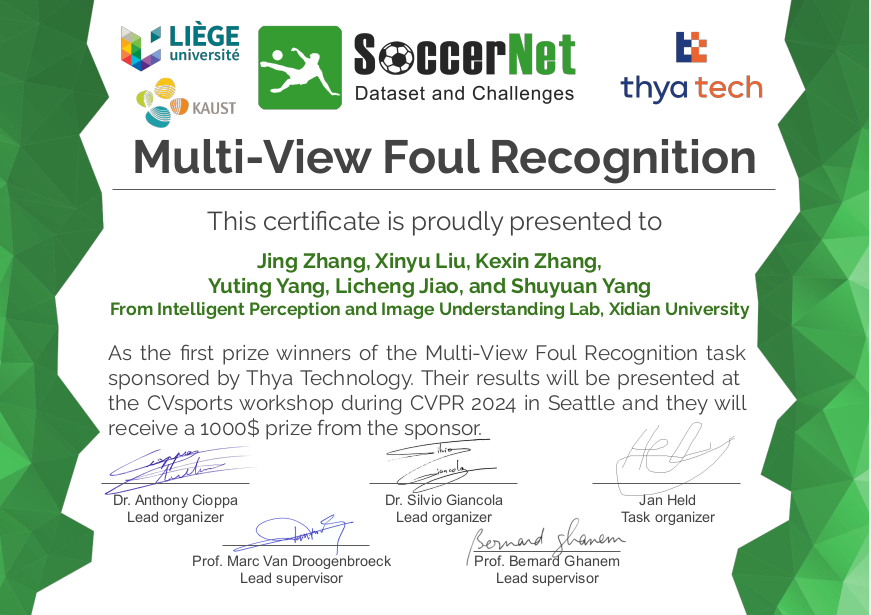 LIÈGE
université
KAUST
SoccerNet
Dataset and Challenges
thya tech
Multi-View Foul Recognition
This certificate is proudly presented to
Jing Zhang, Xinyu Liu, Kexin Zhang,
Yuting Yang, Licheng Jiao, and Shuyuan Yang
From Intelligent Perception and Image Understanding Lab, Xidian University
As the first prize winners of the Multi-View Foul Recognition task
sponsored by Thya Technology. Their results will be presented at
the CVsports workshop during CVPR 2024 in Seattle and they will
receive a 1000$ prize from the sponsor.
Cioppa
Silvio
Giancola
Held
Dr. Anthony Cioppa
Dr. Silvio Giancola
Jan Held
Lead organizer
Lead organizer
Task organizer
Bernard Ghanem
Prof. Marc Van Droogenbroeck
Prof. Bernard Ghanem
Lead supervisor
Lead supervisor